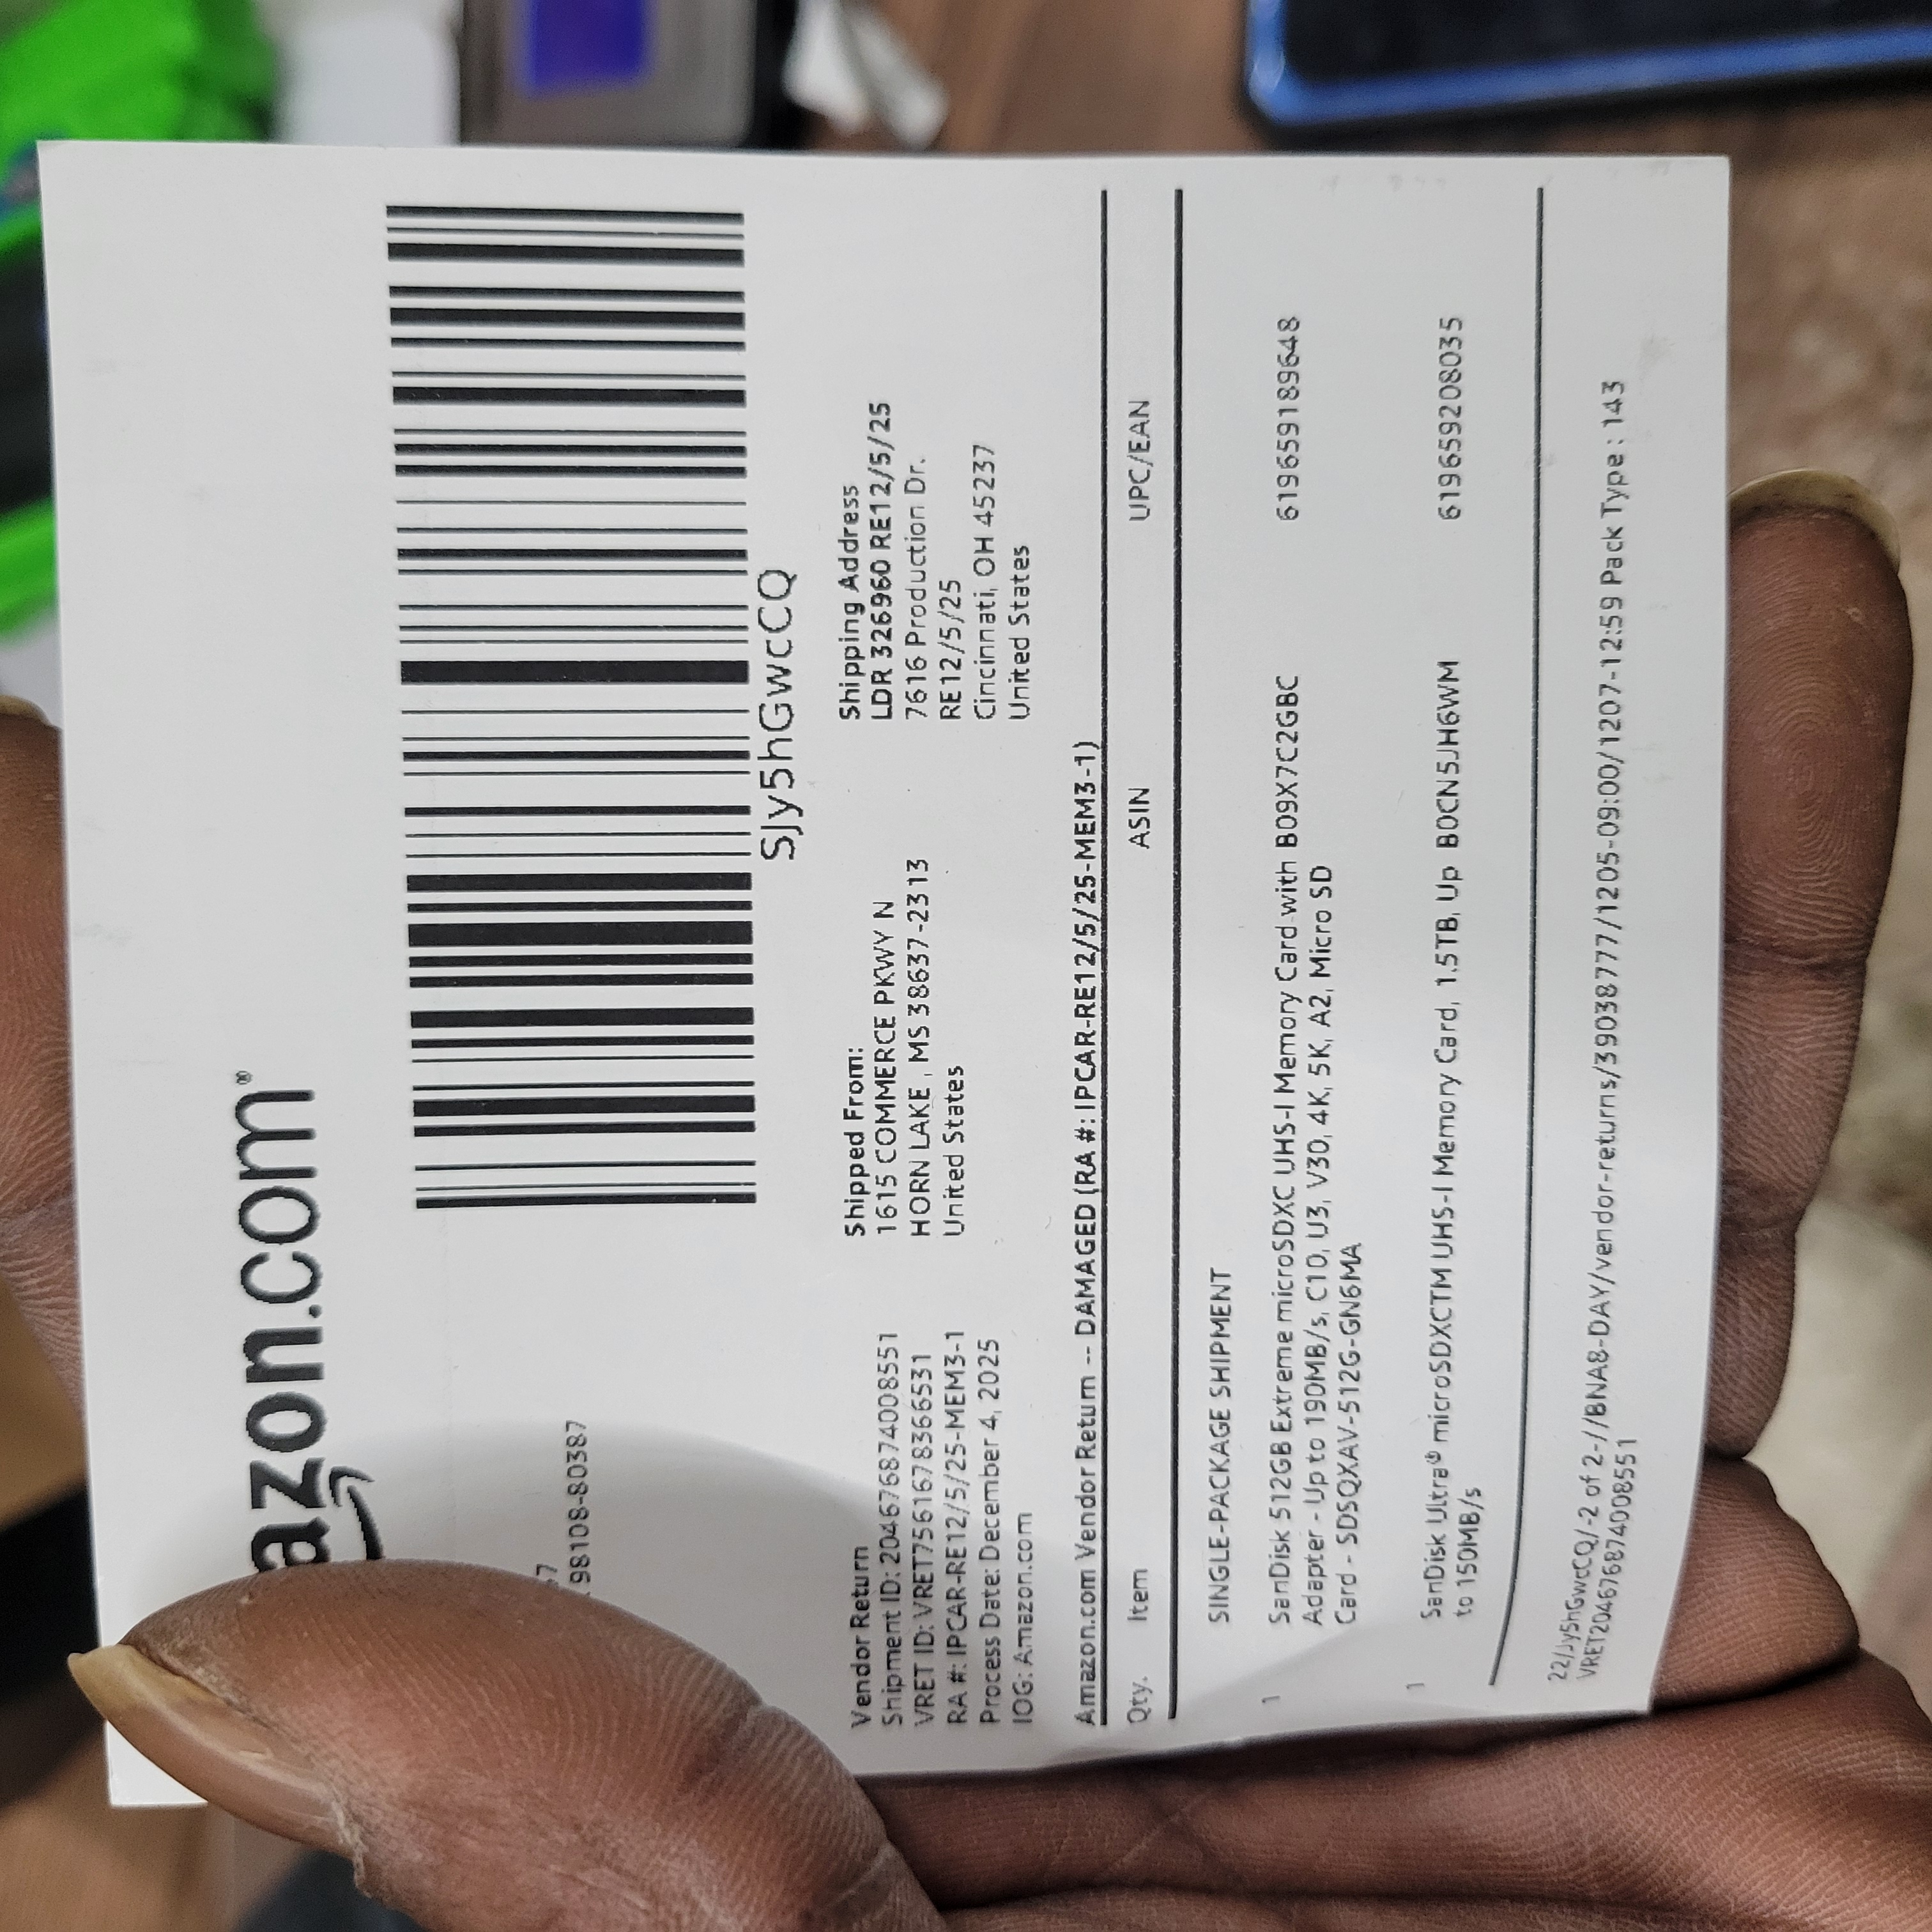 azon.com®
7
98108-80387
SJy5hGwcCQ
Vendor Return
Shipment ID: 20467687400855​1
VRET ID: VRET7561678366531
RA #: IPCAR-RE12/5/25-MEM3-1
Process Date: December 4, 2025
IOG: Amazon.com
Shipped From:
1615 COMMERCE PKWY N
HORN LAKE , MS 38637-2313
United States
Shipping Address
LDR 326960 RE12/5/25
7616 Production Dr.
RE12/5/25
Cincinnati, OH 45237
United States
Amazon.com Vendor Return -- DAMAGED (RA #: IPCAR-RE12/5/25-MEM3-1)
Qty. Item ASIN UPC/EAN
SINGLE-PACKAGE SHIPMENT
1 SanDisk 512GB Extreme microSDXC UHS-I Memory Card with B09X7C2GBC 619659189648
Adapter - Up to 190MB/s, C10, U3, V30, 4K, 5K, A2, Micro SD
Card - SDSQXAV-512G-GN6MA
1 SanDisk Ultra® microSDXCTM UHS-I Memory Card, 1.5TB, Up B0CN5JH6WM 619659208035
to 150MB/s
22/Jy5hGwcCQ/-2 of 2-//BNA8-DAY/vendor-returns/39038777/1205-09:00/1207-12:59 Pack Type : 143
VRET204676874008551